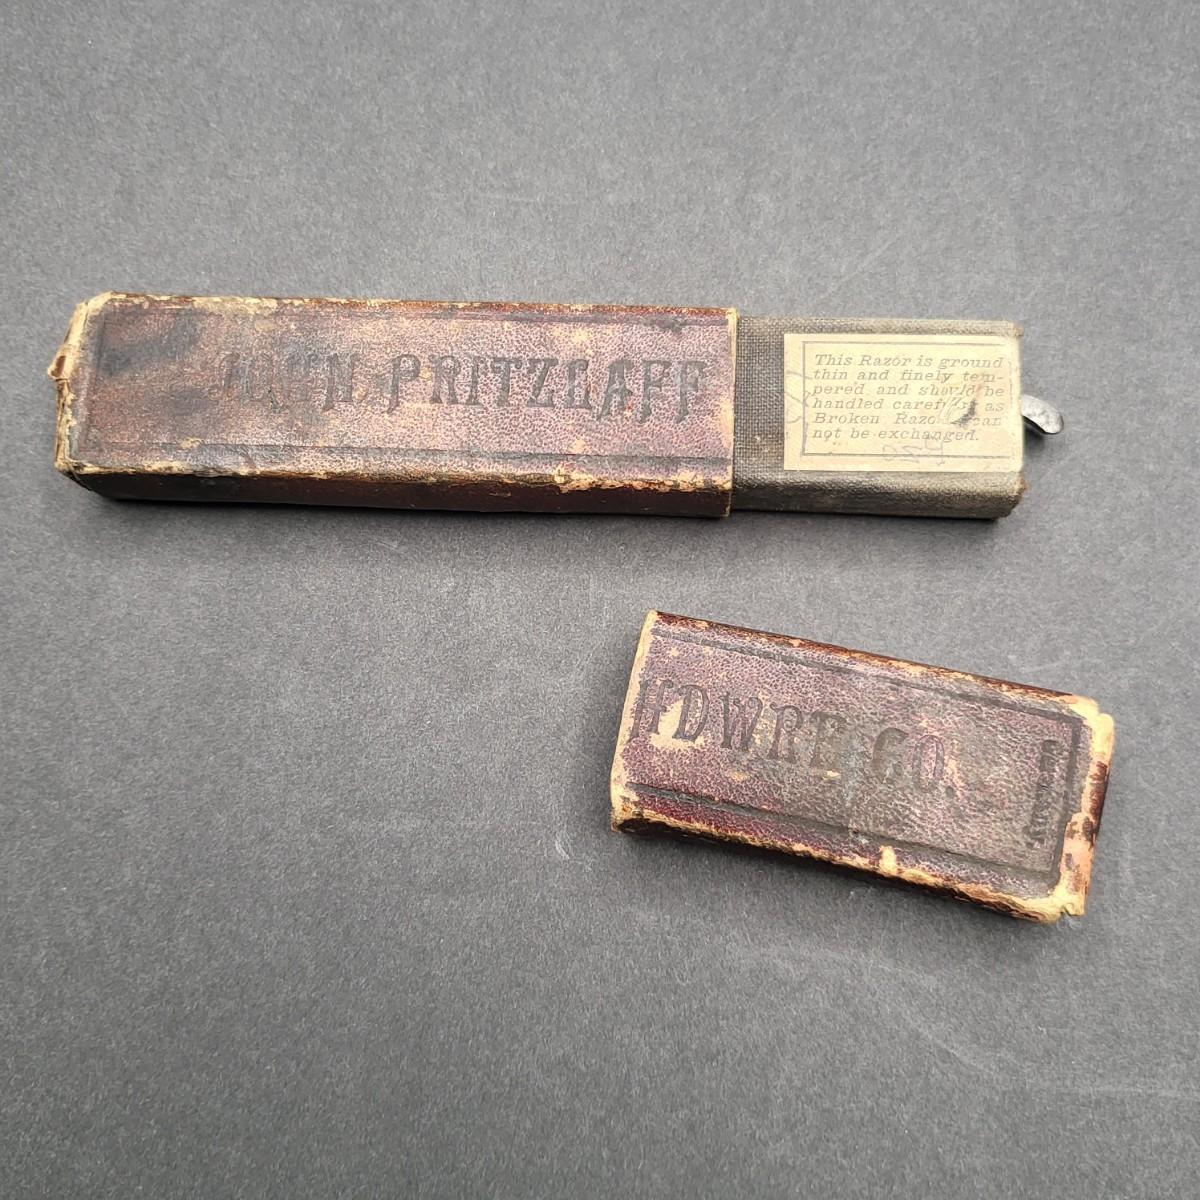 JOHN PRITZLAFF
This Razor is ground
thin and finely tem-
pered and should be
handled carefully as
Broken Razors can
not be exchanged.
HDWRE CO.